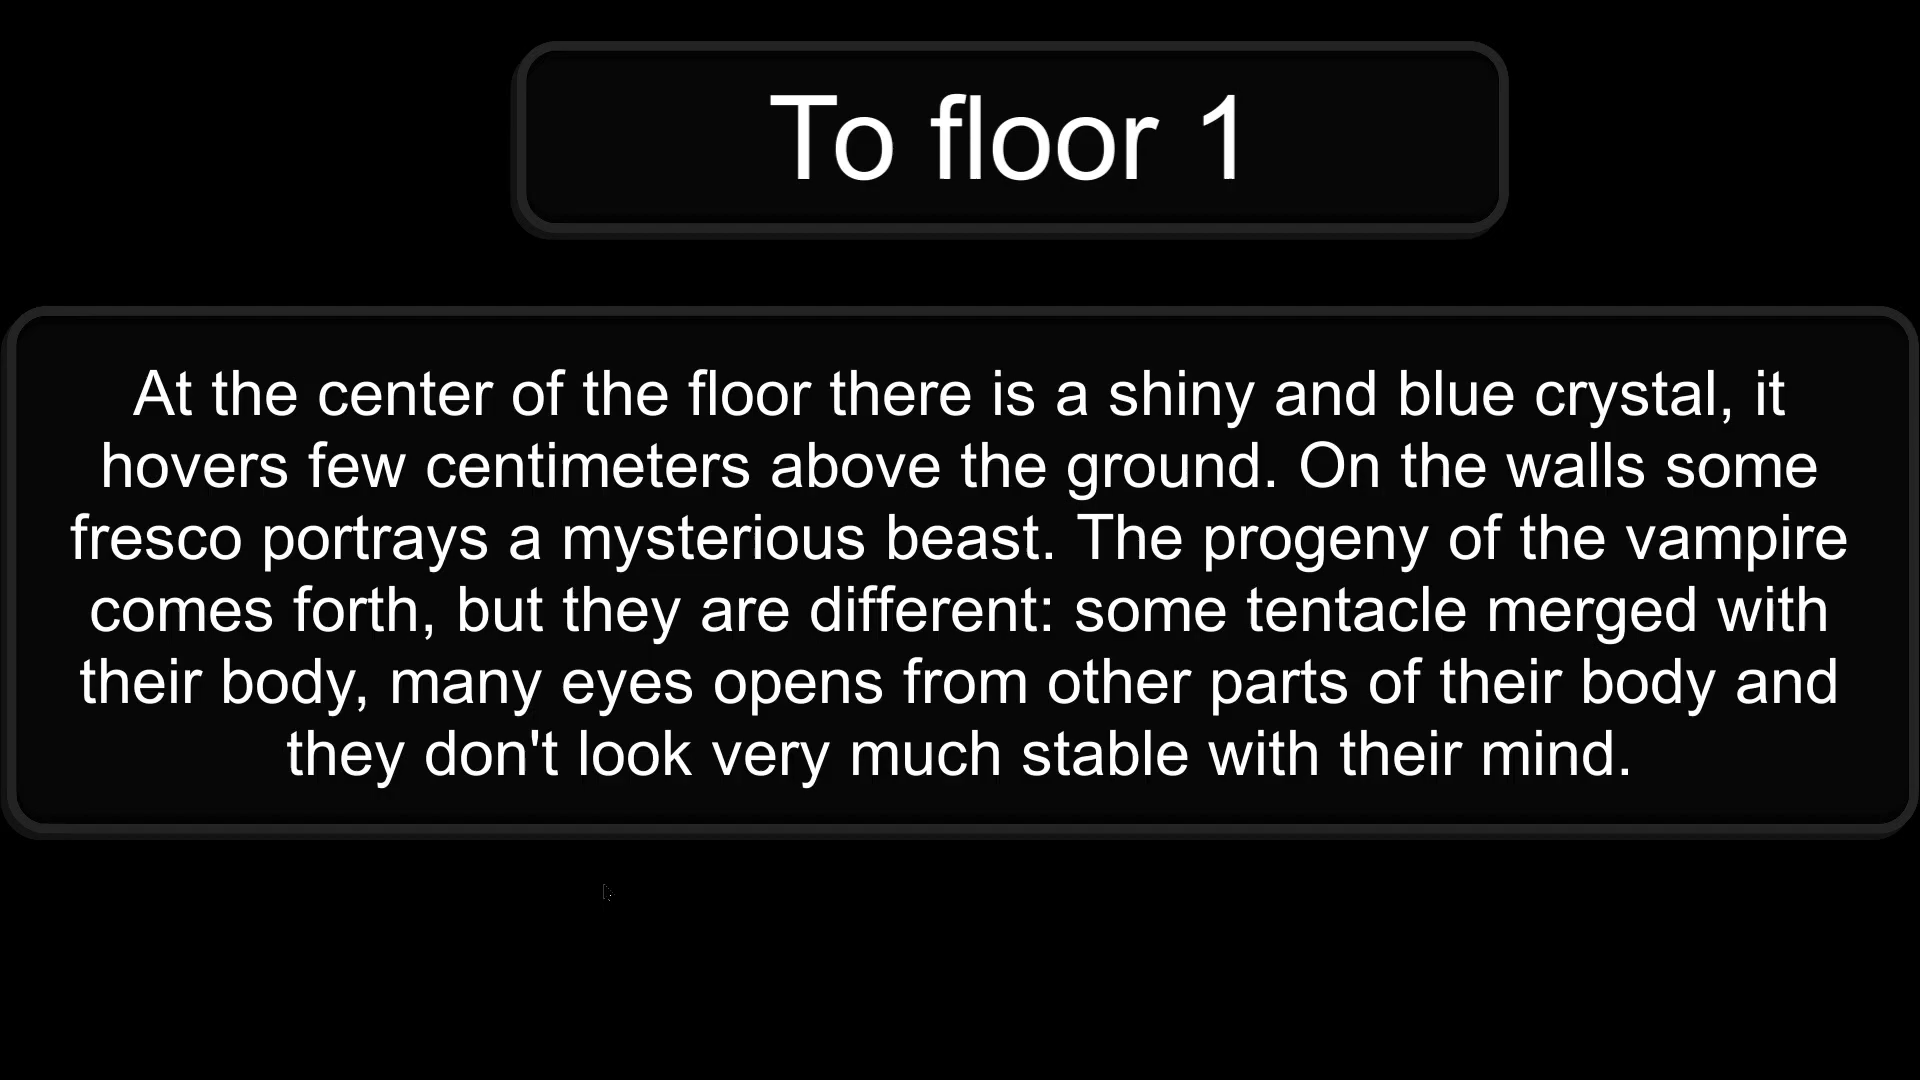 To floor 1
At the center of the floor there is a shiny and blue crystal, it
hovers few centimeters above the ground. On the walls some
fresco portrays a mysterious beast. The progeny of the vampire
comes forth, but they are different: some tentacle merged with
their body, many eyes opens from other parts of their body and
they don't look very much stable with their mind.